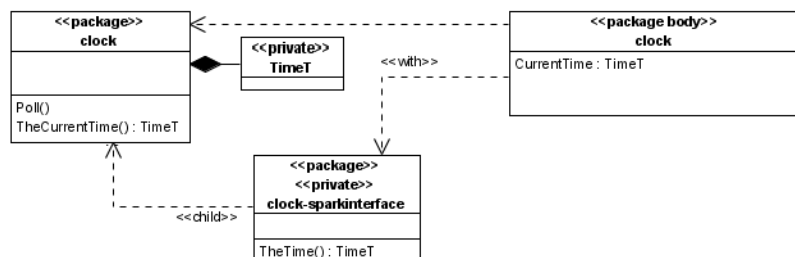 <<package>>
clock
Poll()
TheCurrentTime() : TimeT
<<private>>
TimeT
<<package body>>
clock
CurrentTime : TimeT
<<with>>
<<package>>
<<private>>
clock-sparkinterface
TheTime() : TimeT
<<child>>